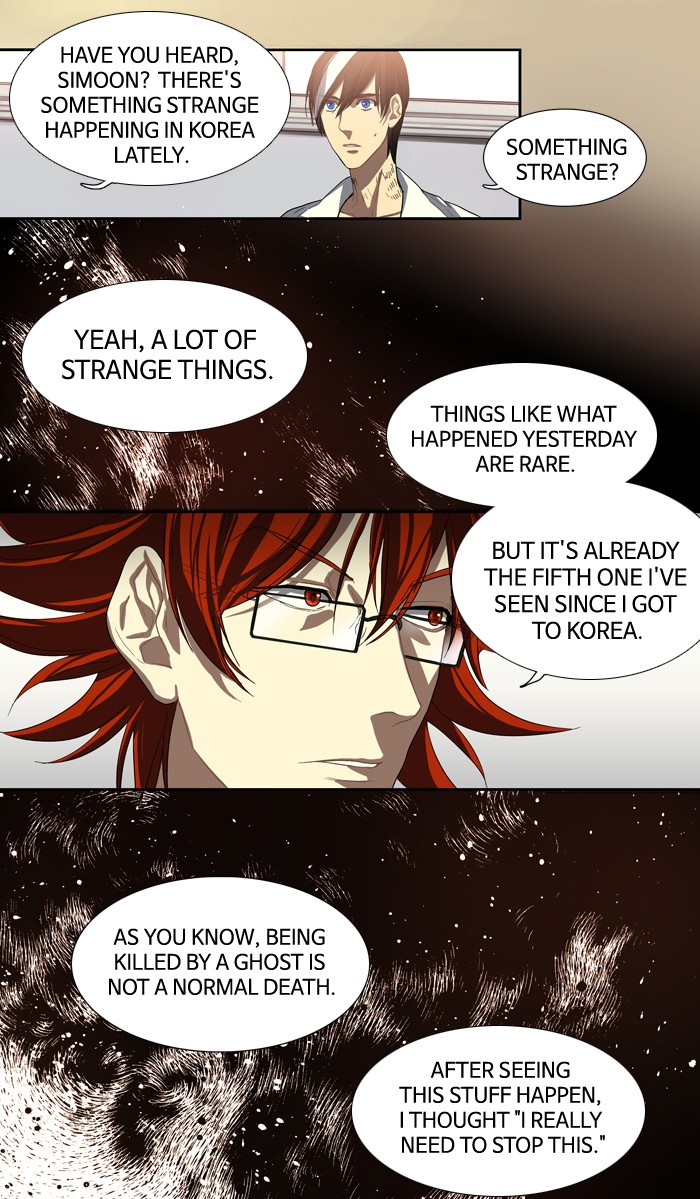 HAVE YOU HEARD,
SIMOON? THERE'S
SOMETHING STRANGE
HAPPENING IN KOREA
LATELY.
SOMETHING
STRANGE?
YEAH, A LOT OF
STRANGE THINGS.
THINGS LIKE WHAT
HAPPENED YESTERDAY
ARE RARE.
BUT IT'S ALREADY
THE FIFTH ONE I'VE
SEEN SINCE I GOT
TO KOREA.
AS YOU KNOW, BEING
KILLED BY A GHOST IS
NOT A NORMAL DEATH.
AFTER SEEING
THIS STUFF HAPPEN,
I THOUGHT "I REALLY
NEED TO STOP THIS."